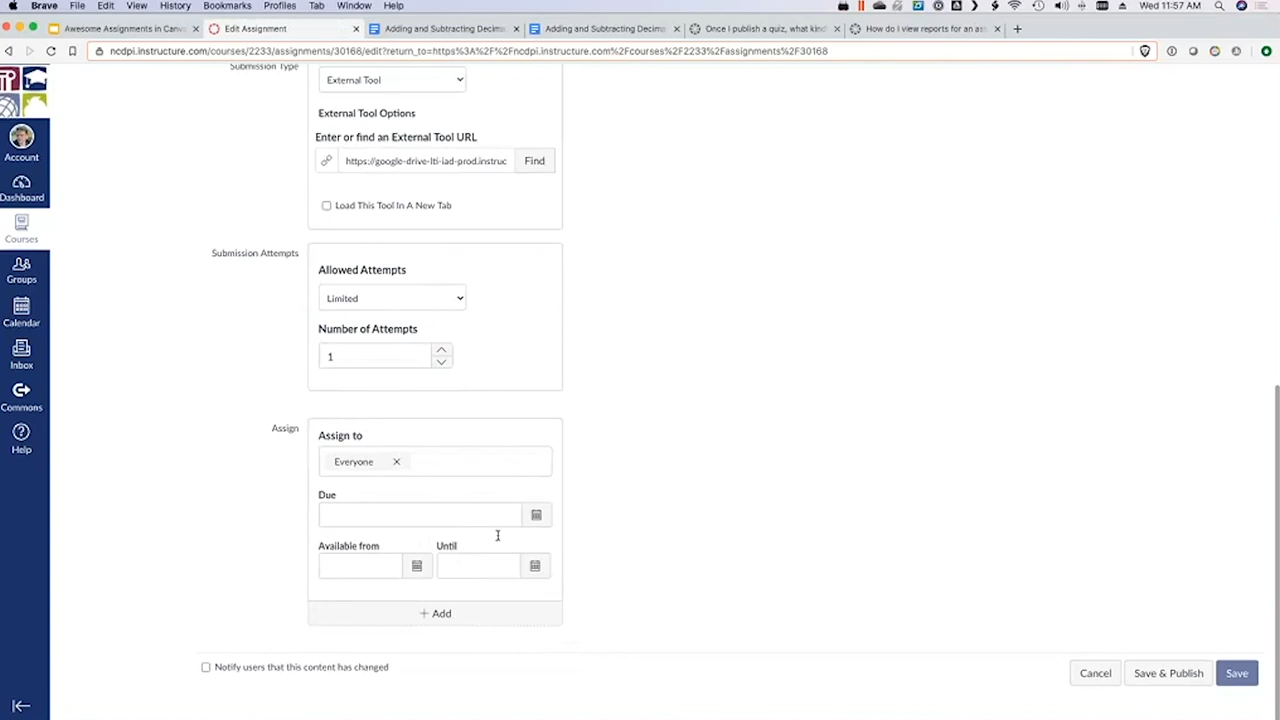 Brave File Edit View History Bookmarks Profiles Tab Window Help Wed 11:57 AM
Awesome Assignments in Canv Edit Assignment Adding and Subtracting Decima Adding and Subtracting Decima Once I publish a quiz, what kind How do I view reports for an as
ncdpi.instructure.com/courses/2233/assignments/30168/edit?return_to=https%3A%2F%2Fncdpi.instructure.com%2Fcourses%2F2233%2Fassignments%2F30168
Submission Type
External Tool
External Tool Options
Enter or find an External Tool URL
https://google-drive-lti-iad-prod.instruc Find
Load This Tool In A New Tab
Submission Attempts
Allowed Attempts
Limited
Number of Attempts
1
Assign
Assign to
Everyone
Due
Available from Until
+ Add
Notify users that this content has changed
Cancel Save & Publish Save
Account
Dashboard
Courses
Groups
Calendar
Inbox
Commons
Help